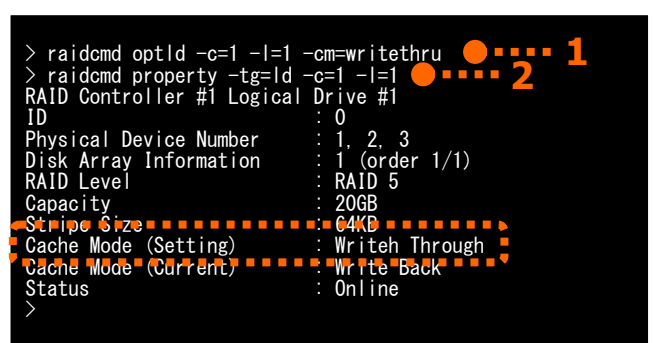 > raidcmd optld -c=1 -l=1 -cm=writethru 1
> raidcmd property -tg=ld -c=1 -l=1 2
RAID Controller #1 Logical Drive #1
ID : 0
Physical Device Number : 1, 2, 3
Disk Array Information : 1 (order 1/1)
RAID Level : RAID 5
Capacity : 20GB
Stripe Size : 64KB
Cache Mode (Setting) : Writeh Through
Cache Mode (Current) : Write Back
Status : Online
>